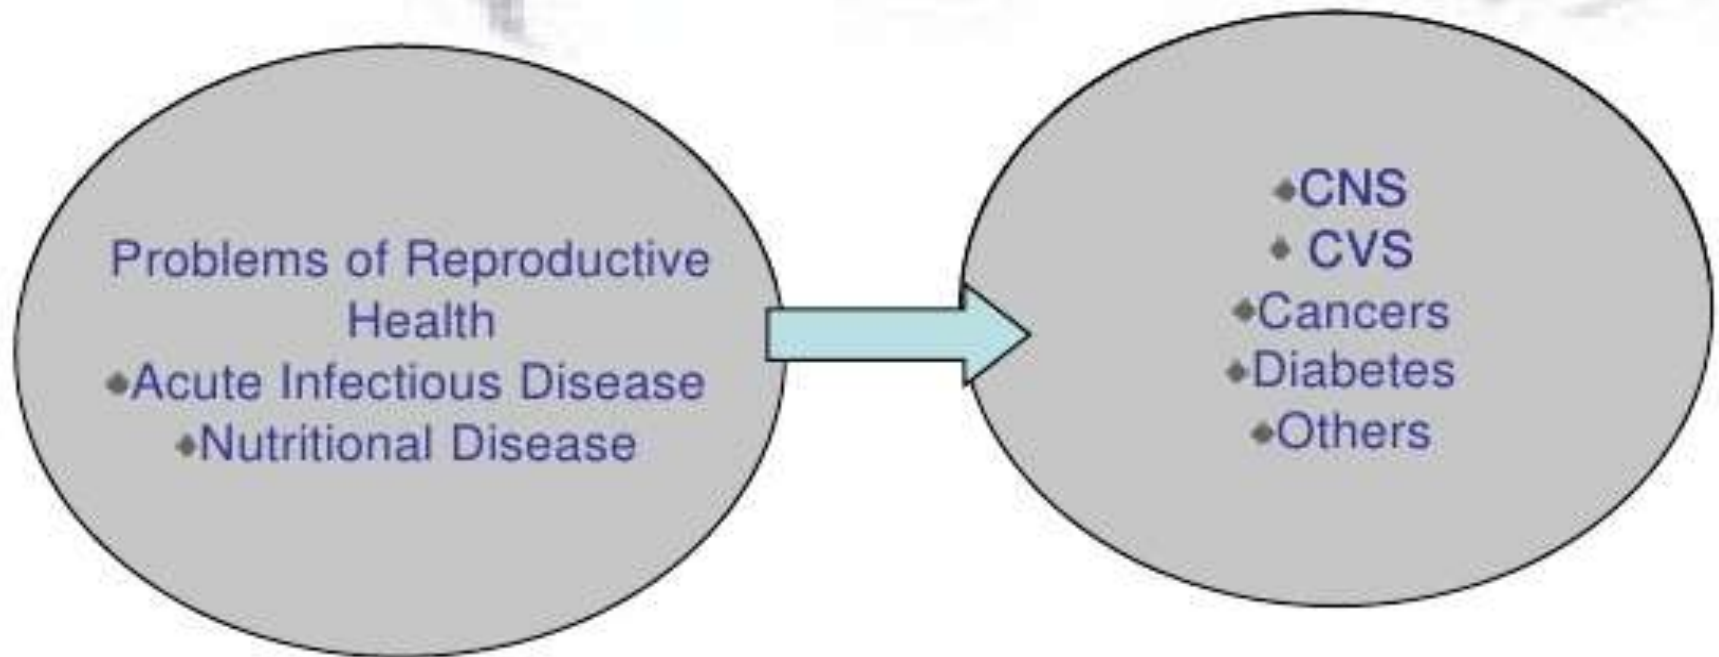 Problems of Reproductive
Health
◆Acute Infectious Disease
◆Nutritional Disease
◆CNS
◆ CVS
◆Cancers
◆Diabetes
◆Others